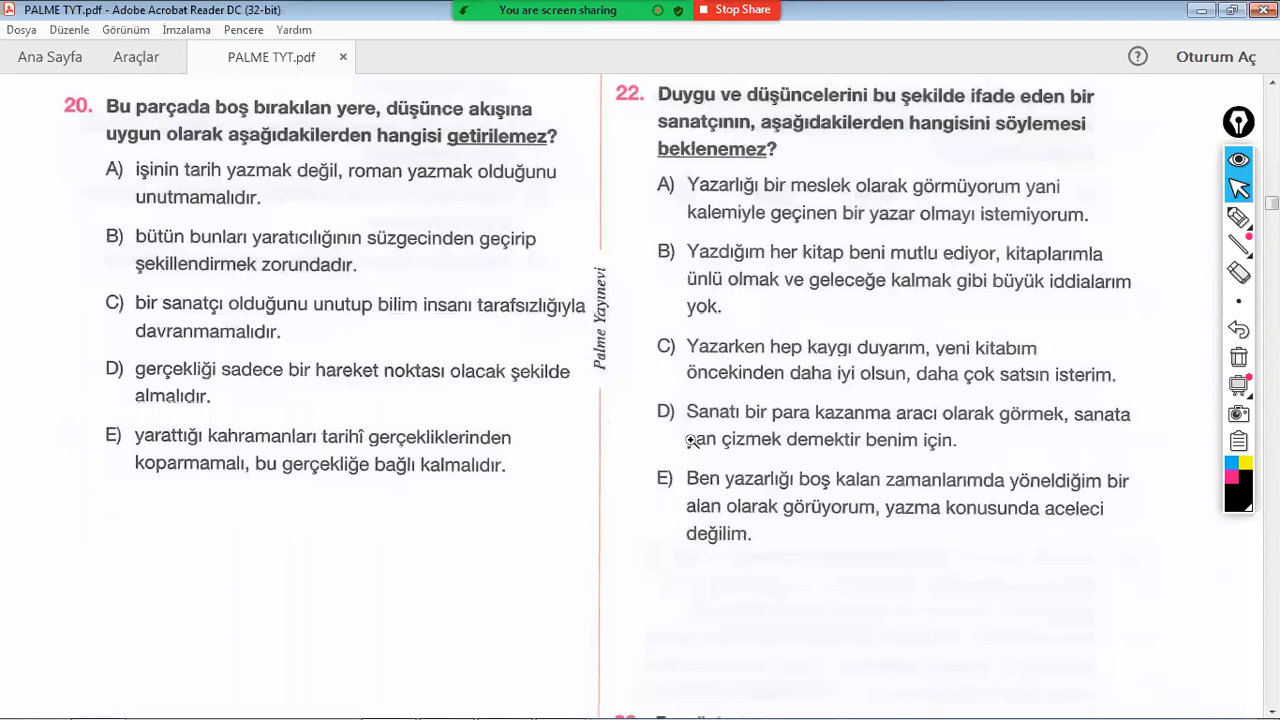 PALME TYT.pdf - Adobe Acrobat Reader DC (32-bit)
You are screen sharing
Stop Share
Dosya Düzenle Görünüm İmzalama Pencere Yardım
Ana Sayfa Araçlar PALME TYT.pdf × ? Oturum Aç
20. Bu parçada boş bırakılan yere, düşünce akışına
uygun olarak aşağıdakilerden hangisi getirilemez?
A) işinin tarih yazmak değil, roman yazmak olduğunu
unutmamalıdır.
B) bütün bunları yaratıcılığının süzgecinden geçirip
şekillendirmek zorundadır.
C) bir sanatçı olduğunu unutup bilim insanı tarafsızlığıyla
davranmamalıdır.
D) gerçekliği sadece bir hareket noktası olacak şekilde
almalıdır.
E) yarattığı kahramanları tarihî gerçekliklerinden
koparmamalı, bu gerçekliğe bağlı kalmalıdır.
Palme Yayınevi
22. Duygu ve düşüncelerini bu şekilde ifade eden bir
sanatçının, aşağıdakilerden hangisini söylemesi
beklenemez?
A) Yazarlığı bir meslek olarak görmüyorum yani
kalemiyle geçinen bir yazar olmayı istemiyorum.
B) Yazdığım her kitap beni mutlu ediyor, kitaplarımla
ünlü olmak ve geleceğe kalmak gibi büyük iddialarım
yok.
C) Yazarken hep kaygı duyarım, yeni kitabım
öncekinden daha iyi olsun, daha çok satsın isterim.
D) Sanatı bir para kazanma aracı olarak görmek, sanata
çizmek demektir benim için.
E) Ben yazarlığı boş kalan zamanlarımda yöneldiğim bir
alan olarak görüyorum, yazma konusunda aceleci
değilim.